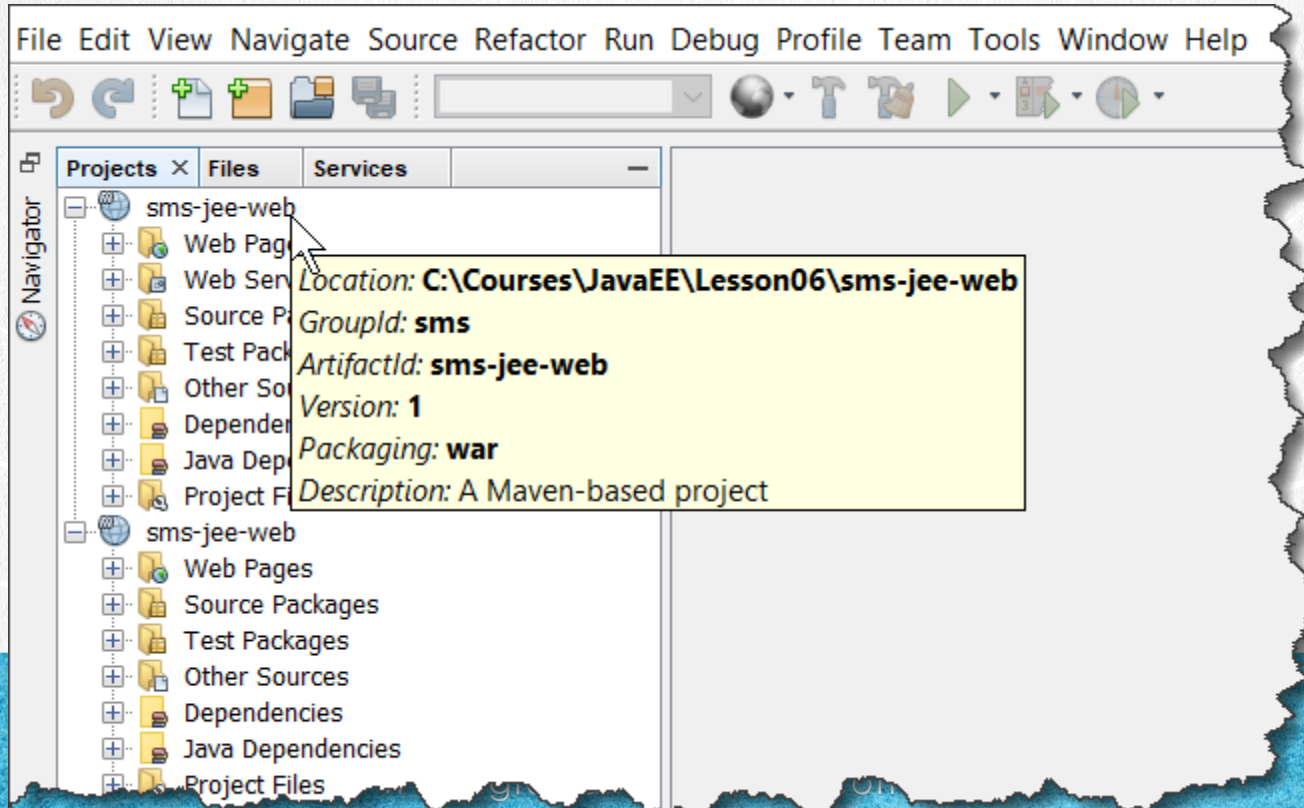 File Edit View Navigate Source Refactor Run Debug Profile Team Tools Window Help
Projects Files Services
Navigator
sms-jee-web
Web Pag
Web Serv
Source P
Test Pack
Other So
Depender
Java Dep
Project Fi
Location: C:\Courses\JavaEE\Lesson06\sms-jee-web
GroupId: sms
ArtifactId: sms-jee-web
Version: 1
Packaging: war
Description: A Maven-based project
sms-jee-web
Web Pages
Source Packages
Test Packages
Other Sources
Dependencies
Java Dependencies
Project Files